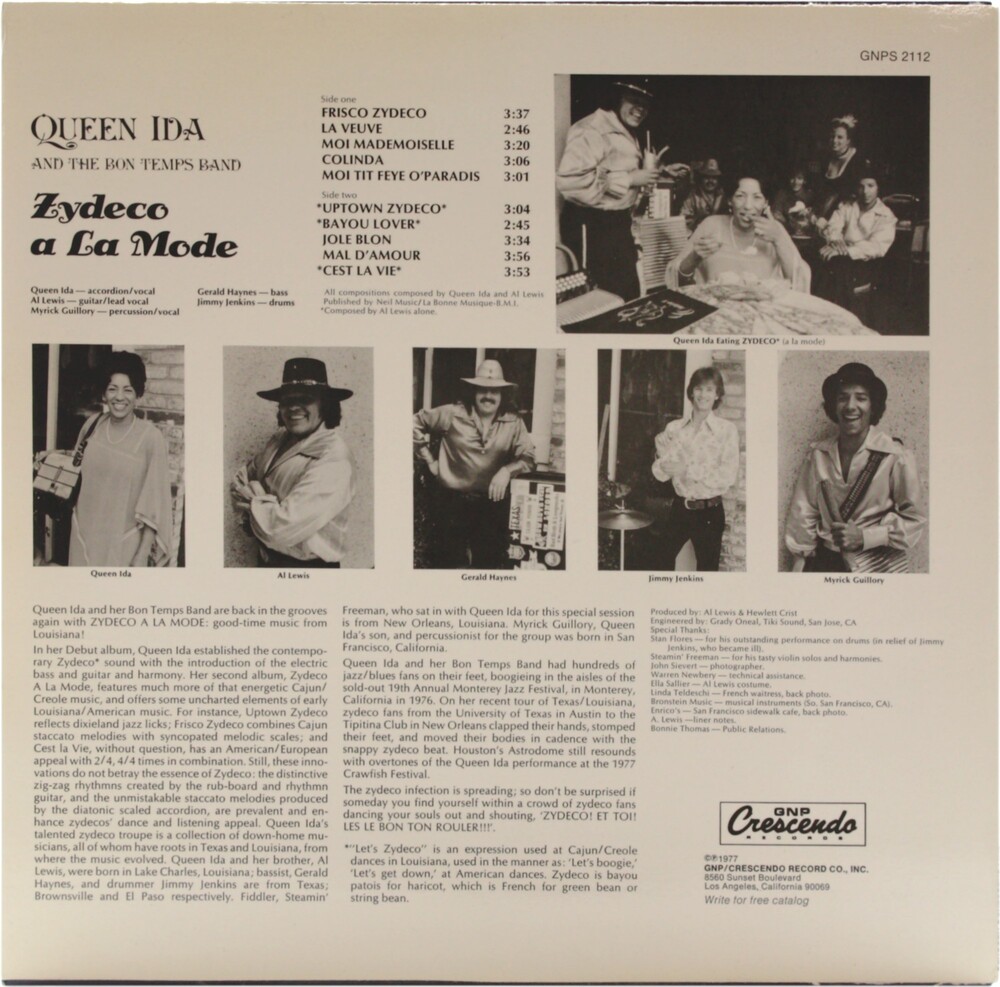 GNPS 2112
QUEEN IDA
AND THE BON TEMPS BAND
Zydeco
a La Mode
Queen Ida — accordion/vocal
Al Lewis — guitar/lead vocal
Myrick Guillory — percussion/vocal
Gerald Haynes — bass
Jimmy Jenkins — drums
Side one
FRISCO ZYDECO 3:37
LA VEUVE 2:46
MOI MADEMOISELLE 3:20
COLINDA 3:06
MOI TIT FEYE O'PARADIS 3:01
Side two
*UPTOWN ZYDECO* 3:04
*BAYOU LOVER* 2:45
JOLE BLON 3:34
MAL D'AMOUR 3:56
*CEST LA VIE* 3:53
All compositions composed by Queen Ida and Al Lewis
Published by Neil Music/La Bonne Musique-B.M.I.
*Composed by Al Lewis alone.
Queen Ida Eating ZYDECO* (a la mode)
Queen Ida
Al Lewis
Gerald Haynes
Jimmy Jenkins
Myrick Guillory
Queen Ida and her Bon Temps Band are back in the grooves
again with ZYDECO A LA MODE: good-time music from
Louisiana!
In her Debut album, Queen Ida established the contempo-
rary Zydeco* sound with the introduction of the electric
bass and guitar and harmony. Her second album, Zydeco
A La Mode, features much more of that energetic Cajun/
Creole music, and offers some uncharted elements of early
Louisiana/American music. For instance, Uptown Zydeco
reflects dixieland jazz licks; Frisco Zydeco combines Cajun
staccato melodies with syncopated melodic scales; and
Cest la Vie, without question, has an American/European
appeal with 2/4, 4/4 times in combination. Still, these inno-
vations do not betray the essence of Zydeco: the distinctive
zig-zag rhythmns created by the rub-board and rhythmn
guitar, and the unmistakable staccato melodies produced
by the diatonic scaled accordion, are prevalent and en-
hance zydecos' dance and listening appeal. Queen Ida's
talented zydeco troupe is a collection of down-home mu-
sicians, all of whom have roots in Texas and Louisiana, from
where the music evolved. Queen Ida and her brother, Al
Lewis, were born in Lake Charles, Louisiana; bassist, Gerald
Haynes, and drummer Jimmy Jenkins are from Texas;
Brownsville and El Paso respectively. Fiddler, Steamin'
Freeman, who sat in with Queen Ida for this special session
is from New Orleans, Louisiana. Myrick Guillory, Queen
Ida's son, and percussionist for the group was born in San
Francisco, California.
Queen Ida and her Bon Temps Band had hundreds of
jazz/blues fans on their feet, boogieing in the aisles of the
sold-out 19th Annual Monterey Jazz Festival, in Monterey,
California in 1976. On her recent tour of Texas/Louisiana,
zydeco fans from the University of Texas in Austin to the
Tipitina Club in New Orleans clapped their hands, stomped
their feet, and moved their bodies in cadence with the
snappy zydeco beat. Houston's Astrodome still resounds
with overtones of the Queen Ida performance at the 1977
Crawfish Festival.
The zydeco infection is spreading; so don't be surprised if
someday you find yourself within a crowd of zydeco fans
dancing your souls out and shouting, 'ZYDECO! ET TOI!
LES LE BON TON ROULER!!!'.
*"Let's Zydeco" is an expression used at Cajun/Creole
dances in Louisiana, used in the manner as: 'Let's boogie,'
'Let's get down,' at American dances. Zydeco is bayou
patois for haricot, which is French for green bean or
string bean.
Produced by: Al Lewis & Hewlett Crist
Engineered by: Grady Oneal, Tiki Sound, San Jose, CA
Special Thanks:
Stan Flores — for his outstanding performance on drums (in relief of Jimmy
Jenkins, who became ill).
Steamin' Freeman — for his tasty violin solos and harmonies.
John Sievert — photographer.
Warren Newbery — technical assistance.
Ella Sallier — Al Lewis costume.
Linda Teldeschi — French waitress, back photo.
Bronstein Music — musical instruments (So. San Francisco, CA).
Enrico's — San Francisco sidewalk cafe, back photo.
A. Lewis — liner notes.
Bonnie Thomas — Public Relations.
GNP
Crescendo
RECORDS
©℗1977
GNP/CRESCENDO RECORD CO., INC.
8560 Sunset Boulevard
Los Angeles, California 90069
Write for free catalog